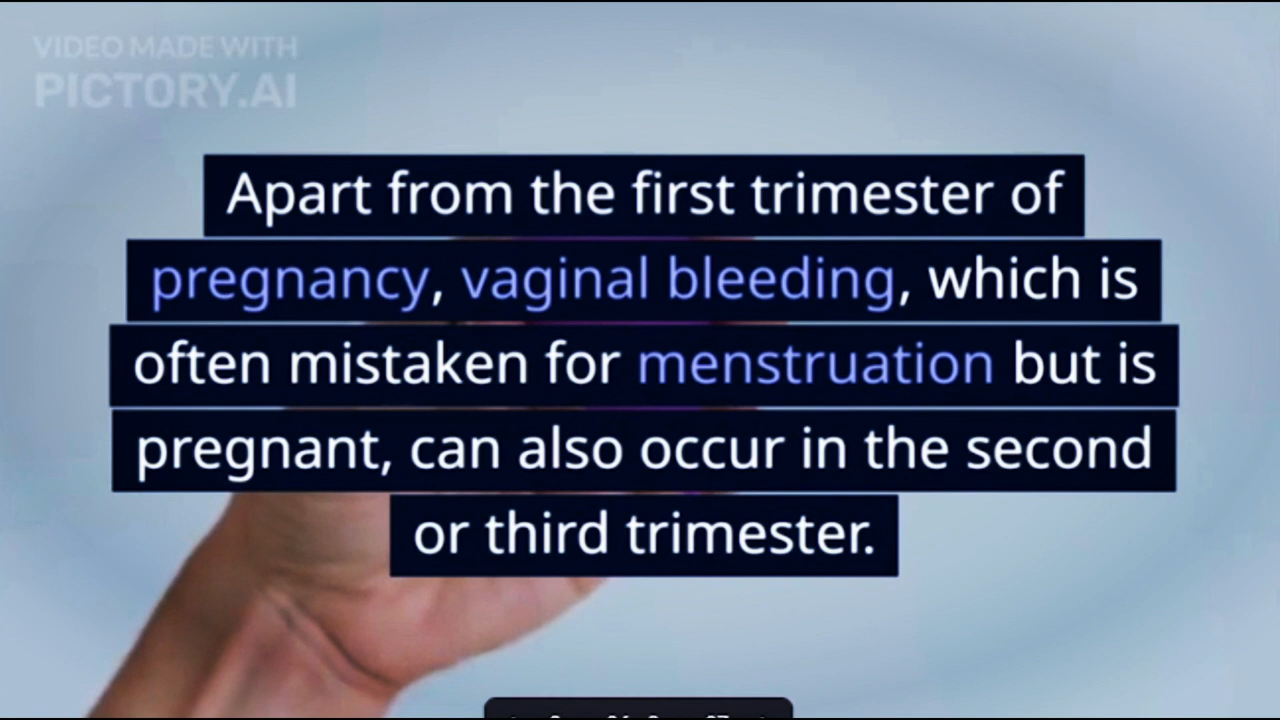 VIDEO MADE WITH
PICTORY.AI
Apart from the first trimester of
pregnancy, vaginal bleeding, which is
often mistaken for menstruation but is
pregnant, can also occur in the second
or third trimester.